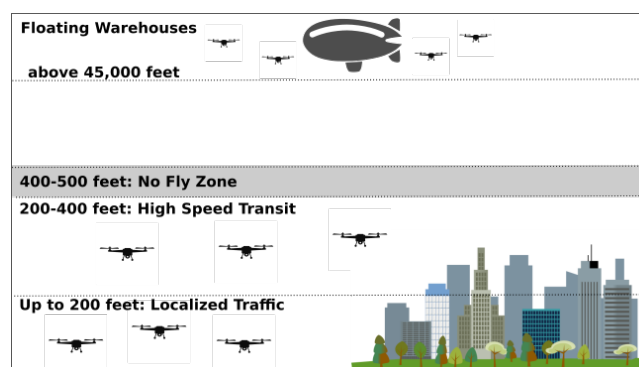 Floating Warehouses
above 45,000 feet
400-500 feet: No Fly Zone
200-400 feet: High Speed Transit
Up to 200 feet: Localized Traffic